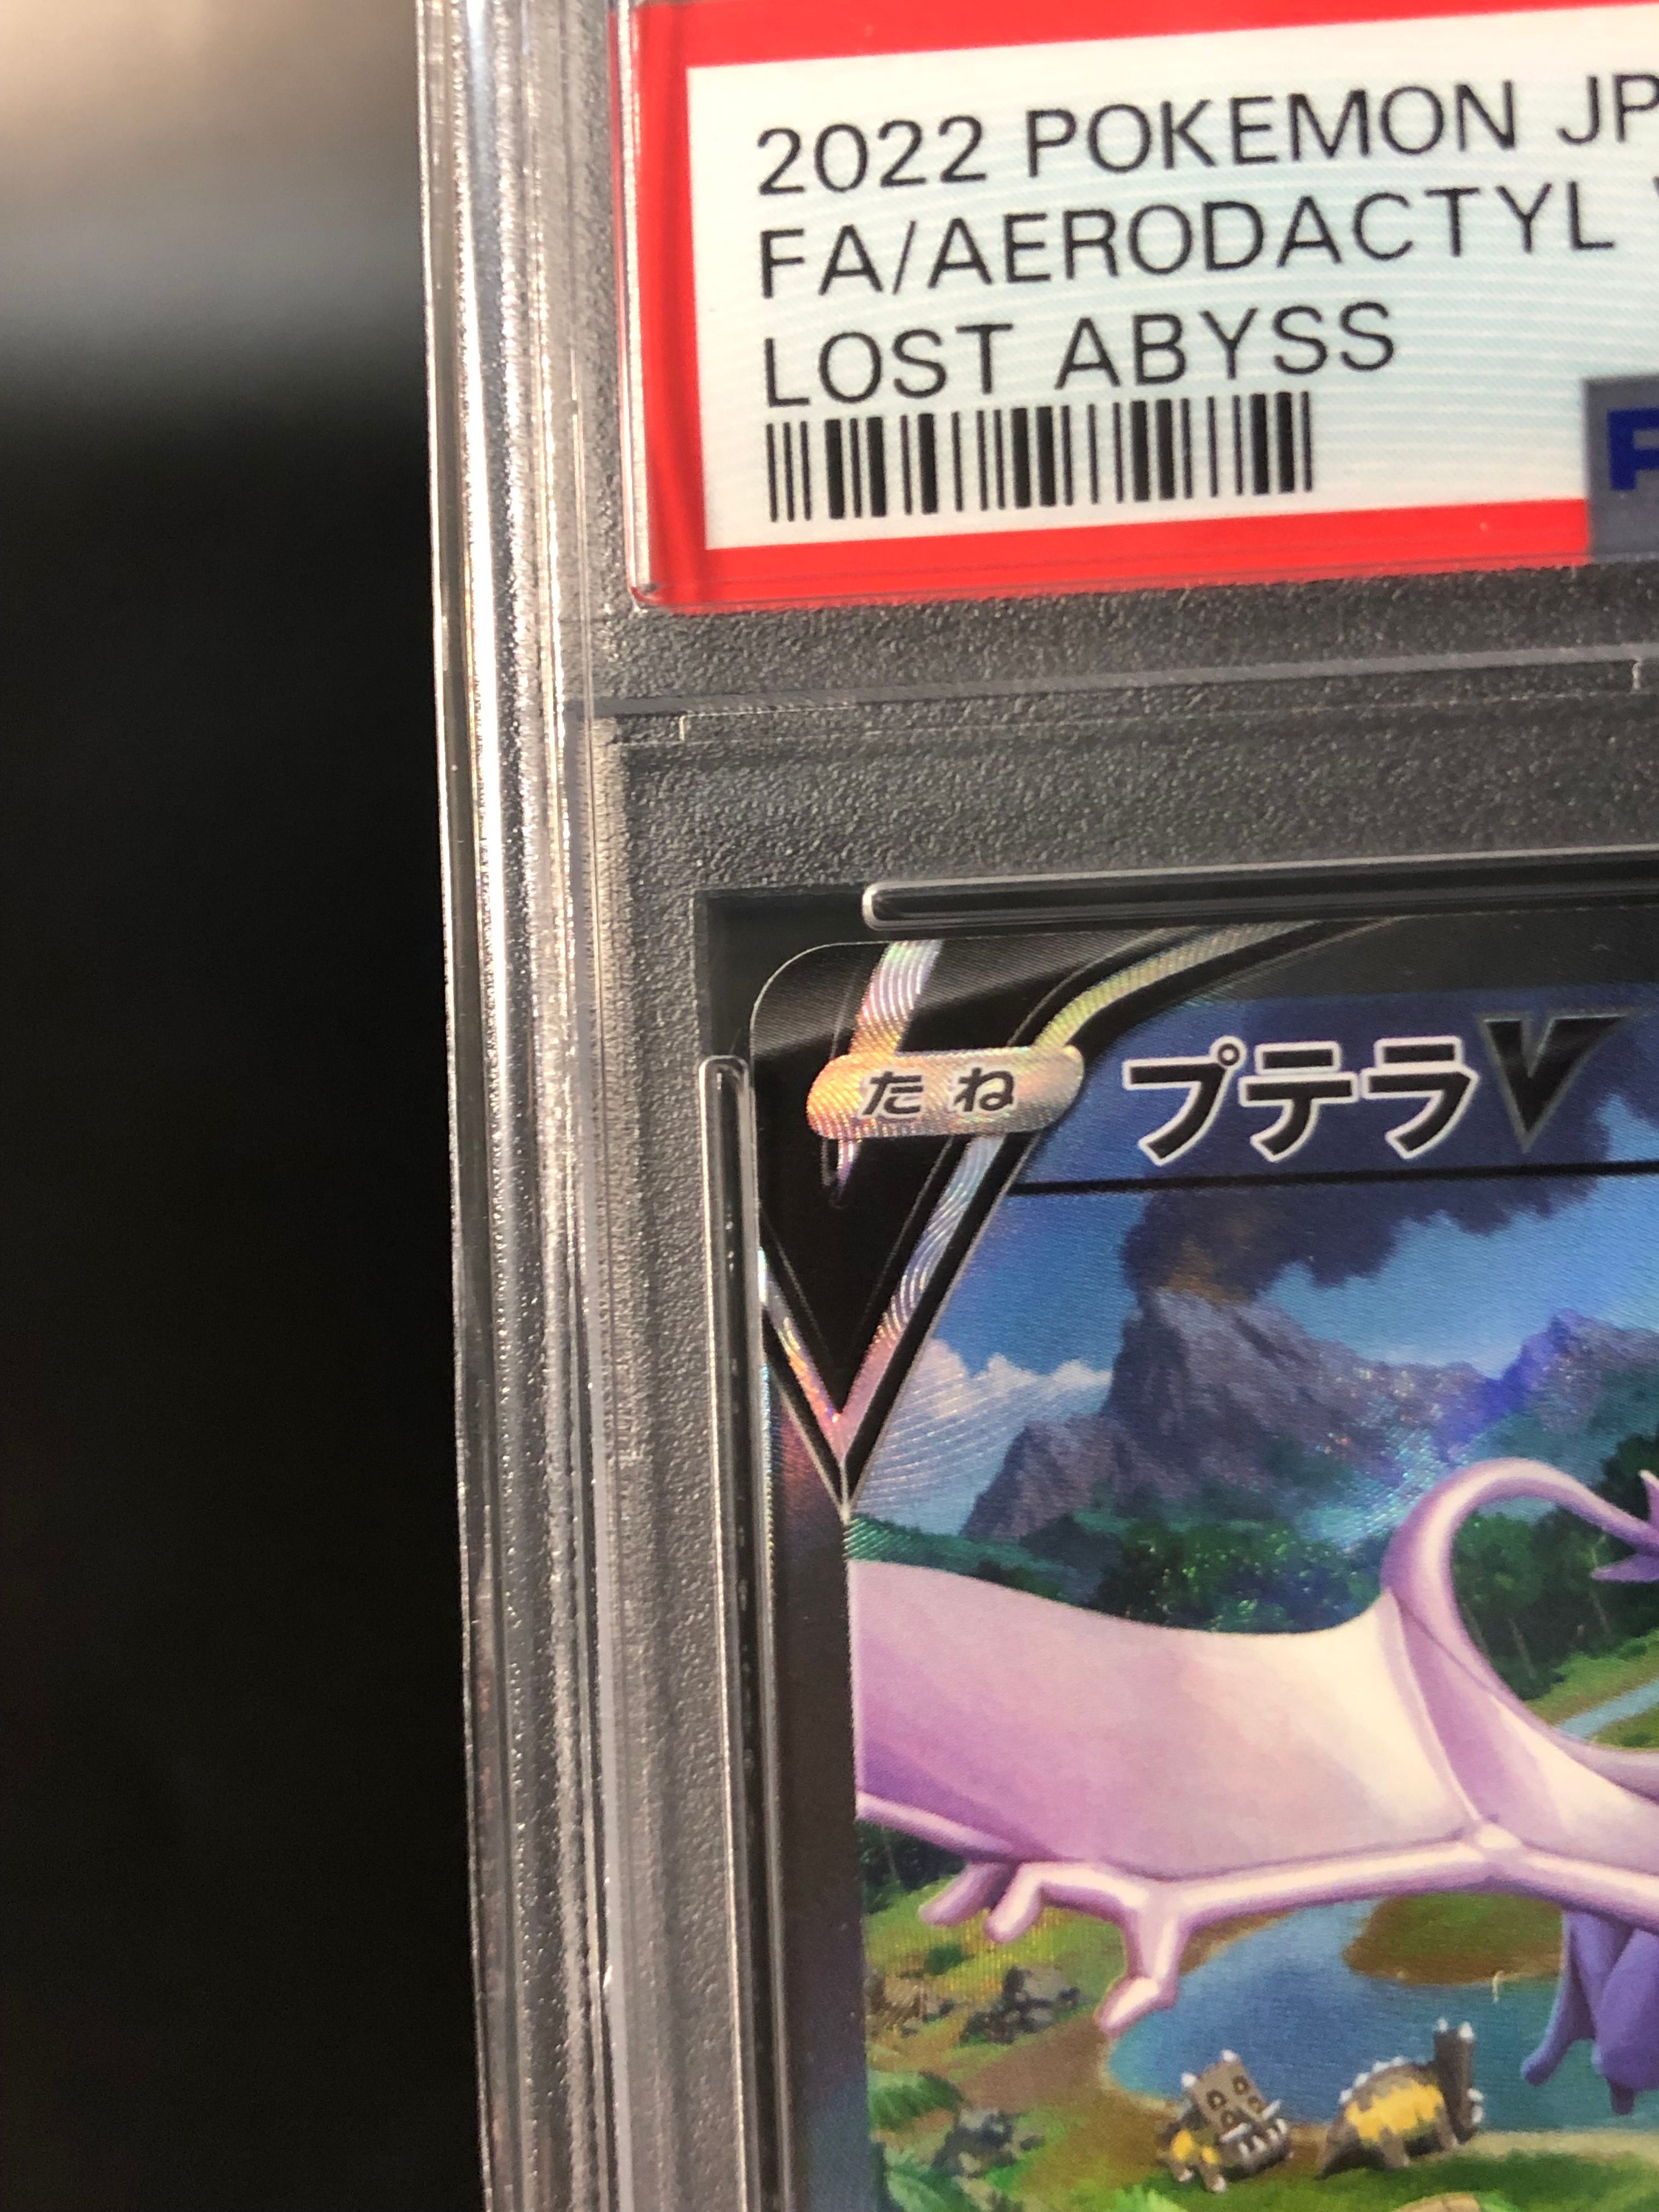 2022 POKEMON JP
FA/AERODACTYL
LOST ABYSS
たね プテラV